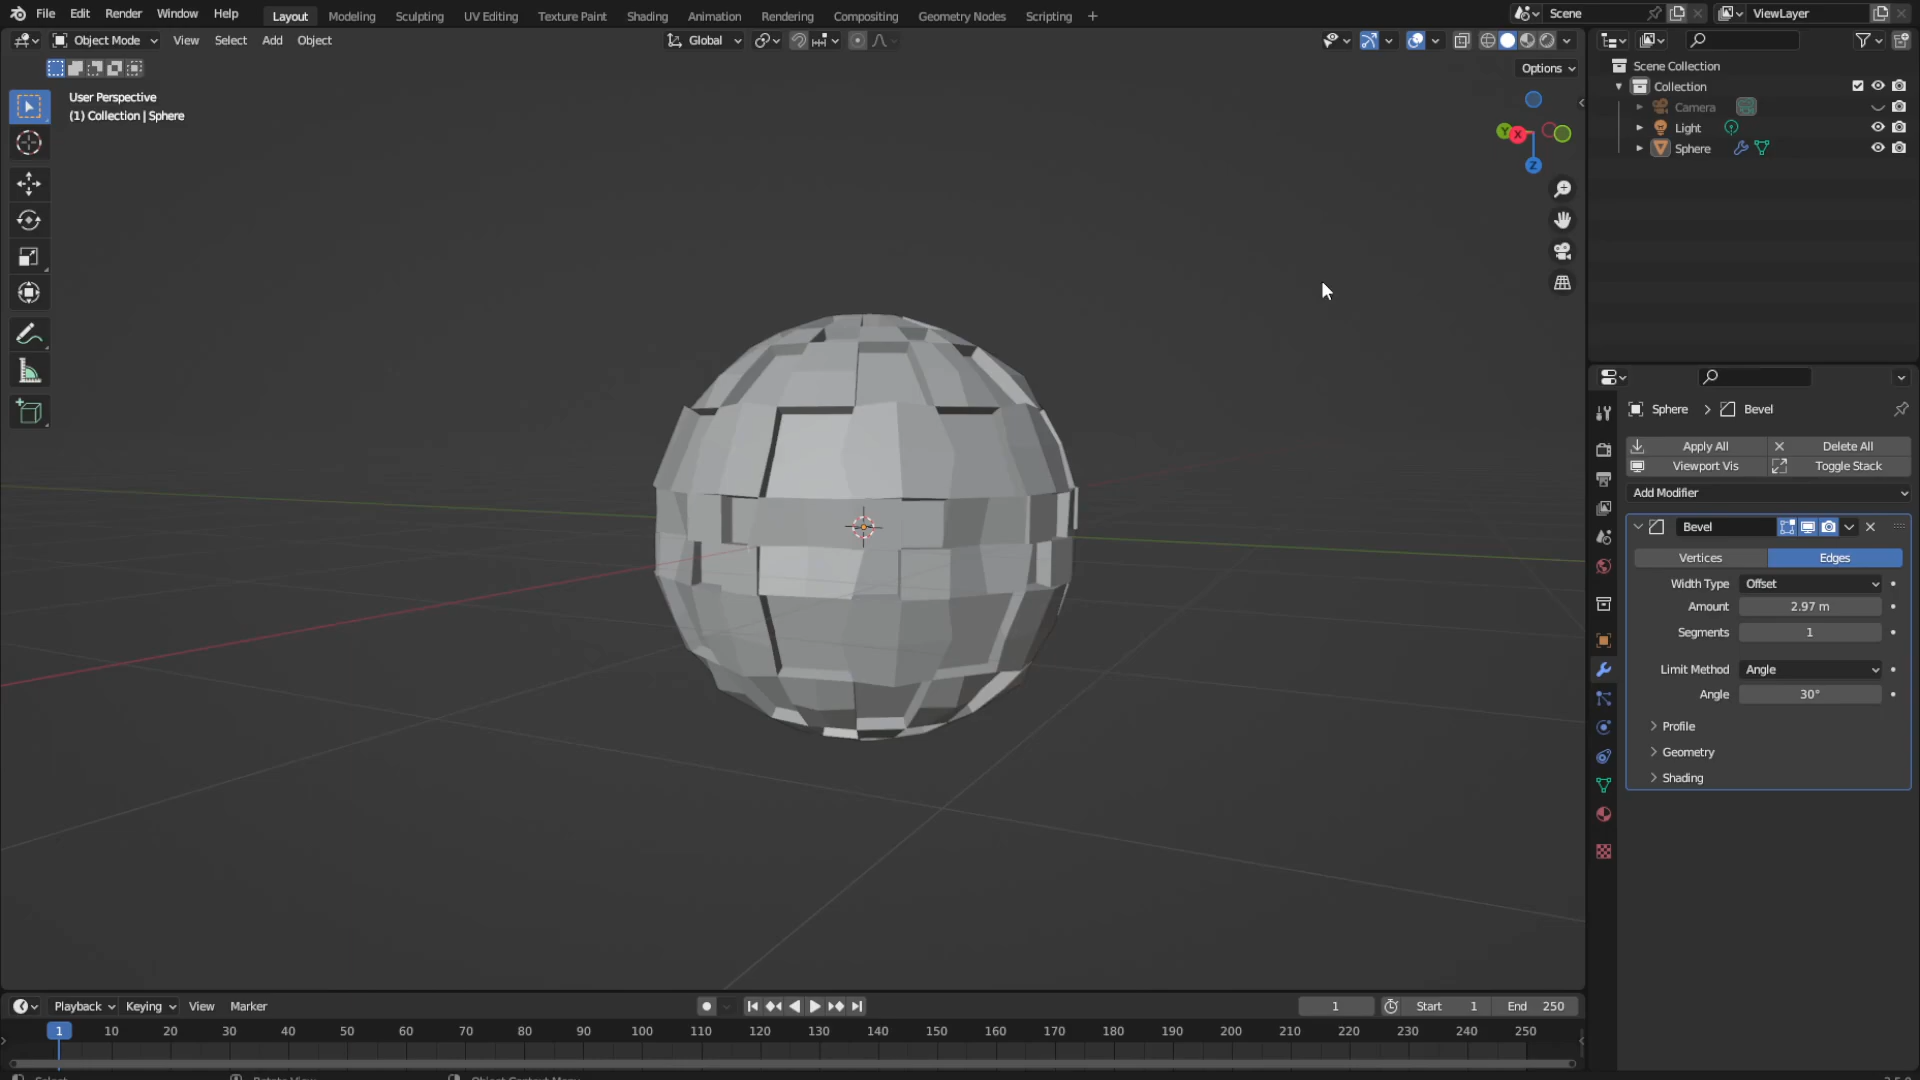 File Edit Render Window Help Layout Modeling Sculpting UV Editing Texture Paint Shading Animation Rendering Compositing Geometry Nodes Scripting + Scene ViewLayer
Object Mode View Select Add Object Global
Options
User Perspective
(1) Collection | Sphere
Y X
Z
Scene Collection
Collection
Camera
Light
Sphere
Sphere > Bevel
Apply All Delete All
Viewport Vis Toggle Stack
Add Modifier
Bevel
Vertices Edges
Width Type Offset
Amount 2.97 m
Segments 1
Limit Method Angle
Angle 30°
Profile
Geometry
Shading
Playback Keying View Marker 1 Start 1 End 250
1 10 20 30 40 50 60 70 80 90 100 110 120 130 140 150 160 170 180 190 200 210 220 230 240 250